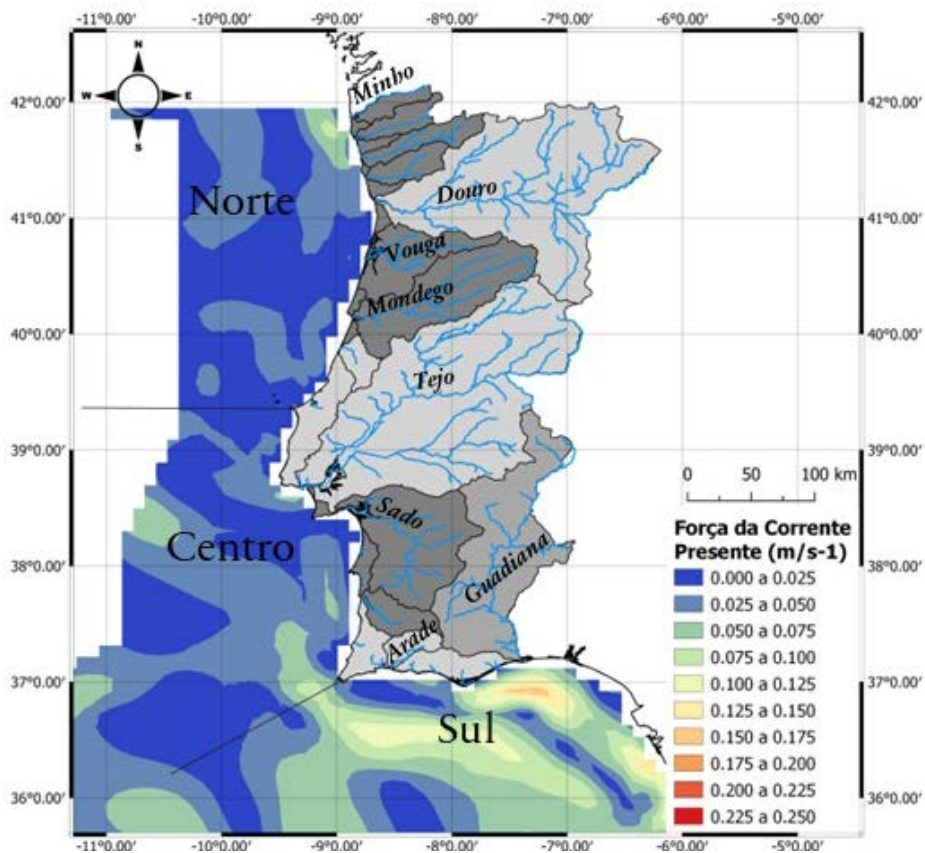 -11°0.00' -10°0.00' -9°0.00' -8°0.00' -7°0.00' -6°0.00' -5°0.00'
N
W E
S
42°0.00' 42°0.00'
41°0.00' 41°0.00'
40°0.00' 40°0.00'
39°0.00' 39°0.00'
38°0.00' 38°0.00'
37°0.00' 37°0.00'
36°0.00' 36°0.00'
Minho
Norte
Douro
Vouga
Mondego
Tejo
Sado
Centro
Guadiana
Arade
Sul
0 50 100 km
Força da Corrente
Presente (m/s-1)
0.000 a 0.025
0.025 a 0.050
0.050 a 0.075
0.075 a 0.100
0.100 a 0.125
0.125 a 0.150
0.150 a 0.175
0.175 a 0.200
0.200 a 0.225
0.225 a 0.250
-11°0.00' -10°0.00' -9°0.00' -8°0.00' -7°0.00' -6°0.00' -5°0.00'